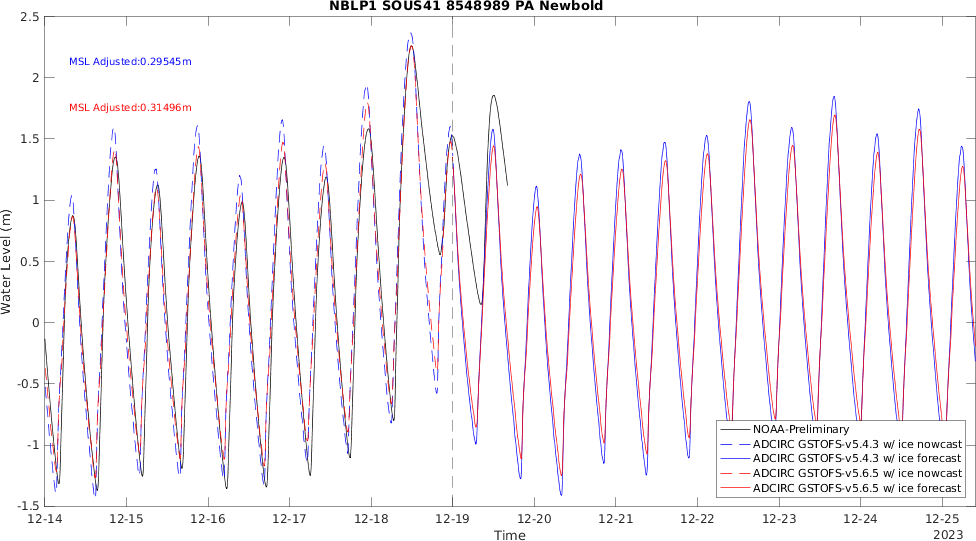 NBLP1 SOUS41 8548989 PA Newbold
2.5
2
1.5
1
0.5
0
-0.5
-1
-1.5
Water Level (m)
MSL Adjusted:0.29545m
MSL Adjusted:0.31496m
NOAA-Preliminary
ADCIRC GSTOFS-v5.4.3 w/ ice nowcast
ADCIRC GSTOFS-v5.4.3 w/ ice forecast
ADCIRC GSTOFS-v5.6.5 w/ ice nowcast
ADCIRC GSTOFS-v5.6.5 w/ ice forecast
12-14 12-15 12-16 12-17 12-18 12-19 12-20 12-21 12-22 12-23 12-24 12-25
Time
2023